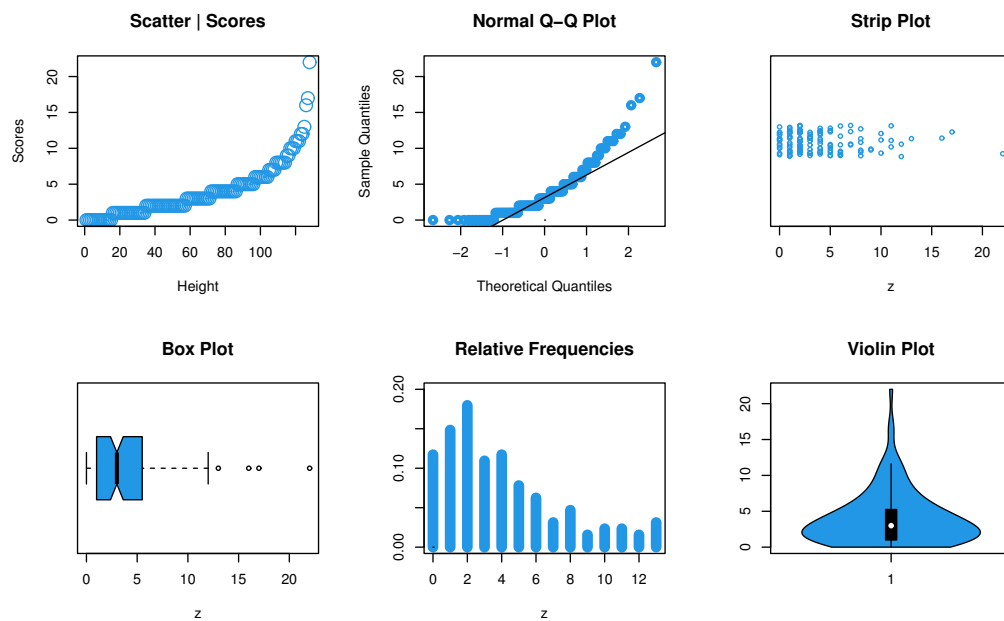 Scatter | Scores
Scores
0 5 10 15 20
0 20 40 60 80 100
Height
Normal Q−Q Plot
Sample Quantiles
0 5 10 15 20
−2 −1 0 1 2
Theoretical Quantiles
Strip Plot
0 5 10 15 20
z
Box Plot
0 5 10 15 20
z
Relative Frequencies
0.00 0.10 0.20
0 2 4 6 8 10 12
z
Violin Plot
0 5 10 15 20
1